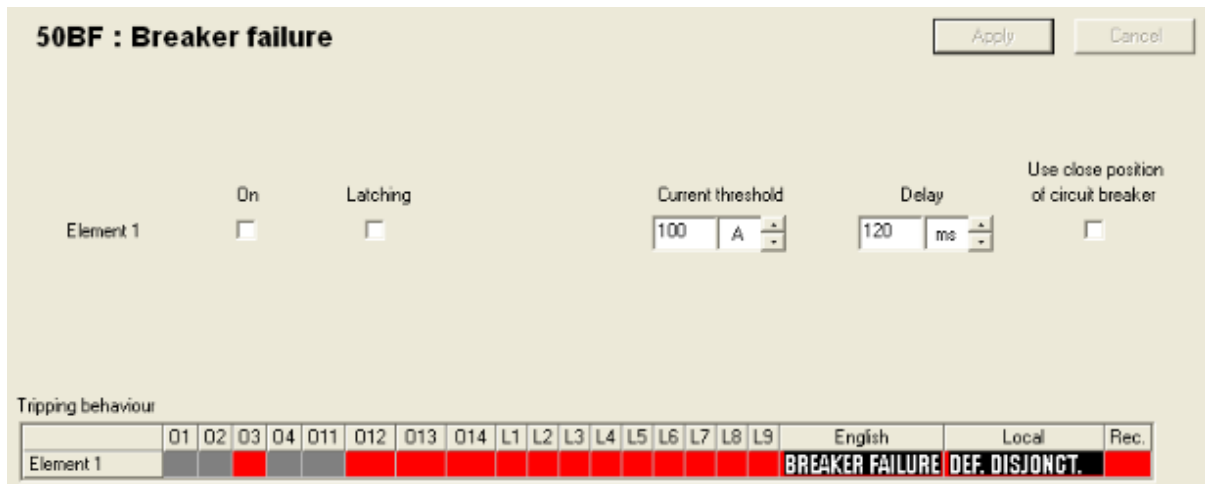 50BF : Breaker failure Apply Cancel
Use close position
On Latching Current threshold Delay of circuit breaker
Element 1 100 A 120 ms
Tripping behaviour
O1 O2 O3 O4 O11 O12 O13 O14 L1 L2 L3 L4 L5 L6 L7 L8 L9 English Local Rec.
Element 1 BREAKER FAILURE DEF. DISJONCT.